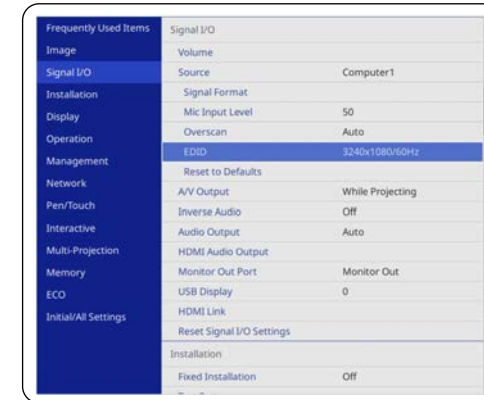 Frequently Used Items
Image
Signal I/O
Installation
Display
Operation
Management
Network
Pen/Touch
Interactive
Multi-Projection
Memory
ECO
Initial/All Settings
Signal I/O
Volume
Source Computer1
Signal Format
Mic Input Level 50
Overscan Auto
EDID 3240x1080/60Hz
Reset to Defaults
A/V Output While Projecting
Inverse Audio Off
Audio Output Auto
HDMI Audio Output
Monitor Out Port Monitor Out
USB Display 0
HDMI Link
Reset Signal I/O Settings
Installation
Fixed Installation Off